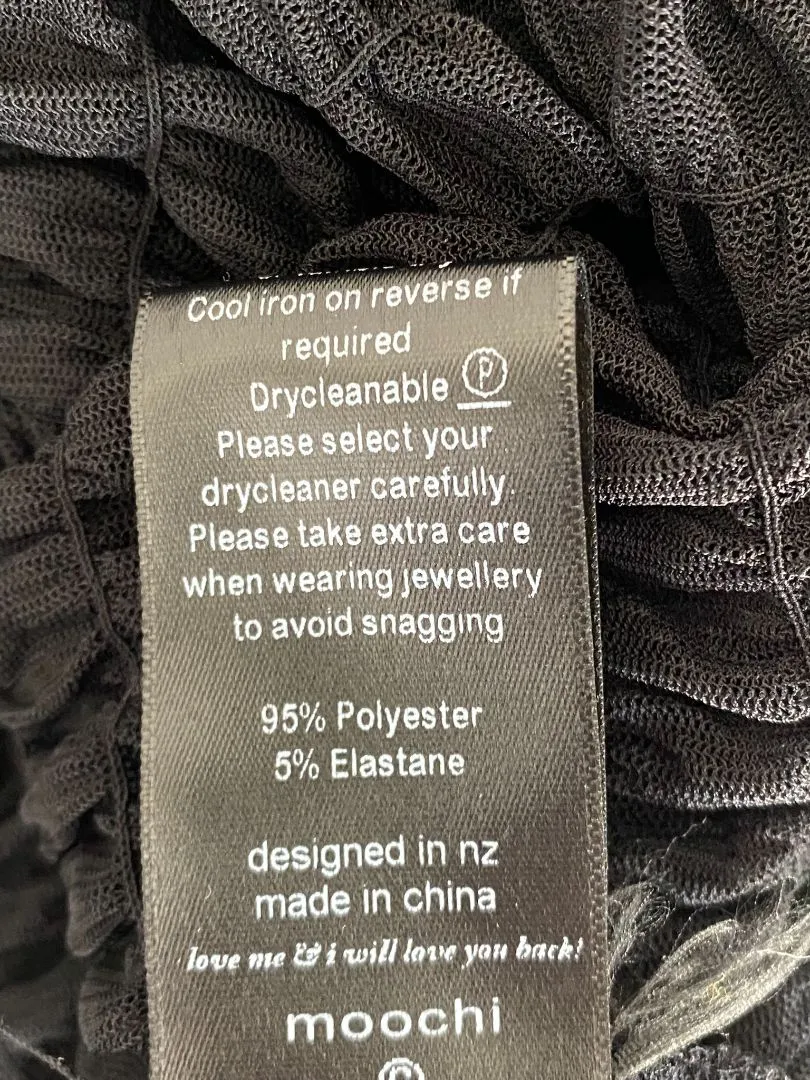 Cool iron on reverse if
required
Drycleanable Ⓟ
Please select your
drycleaner carefully.
Please take extra care
when wearing jewellery
to avoid snagging
95% Polyester
5% Elastane
designed in nz
made in china
love me & i will love you back!
moochi
©